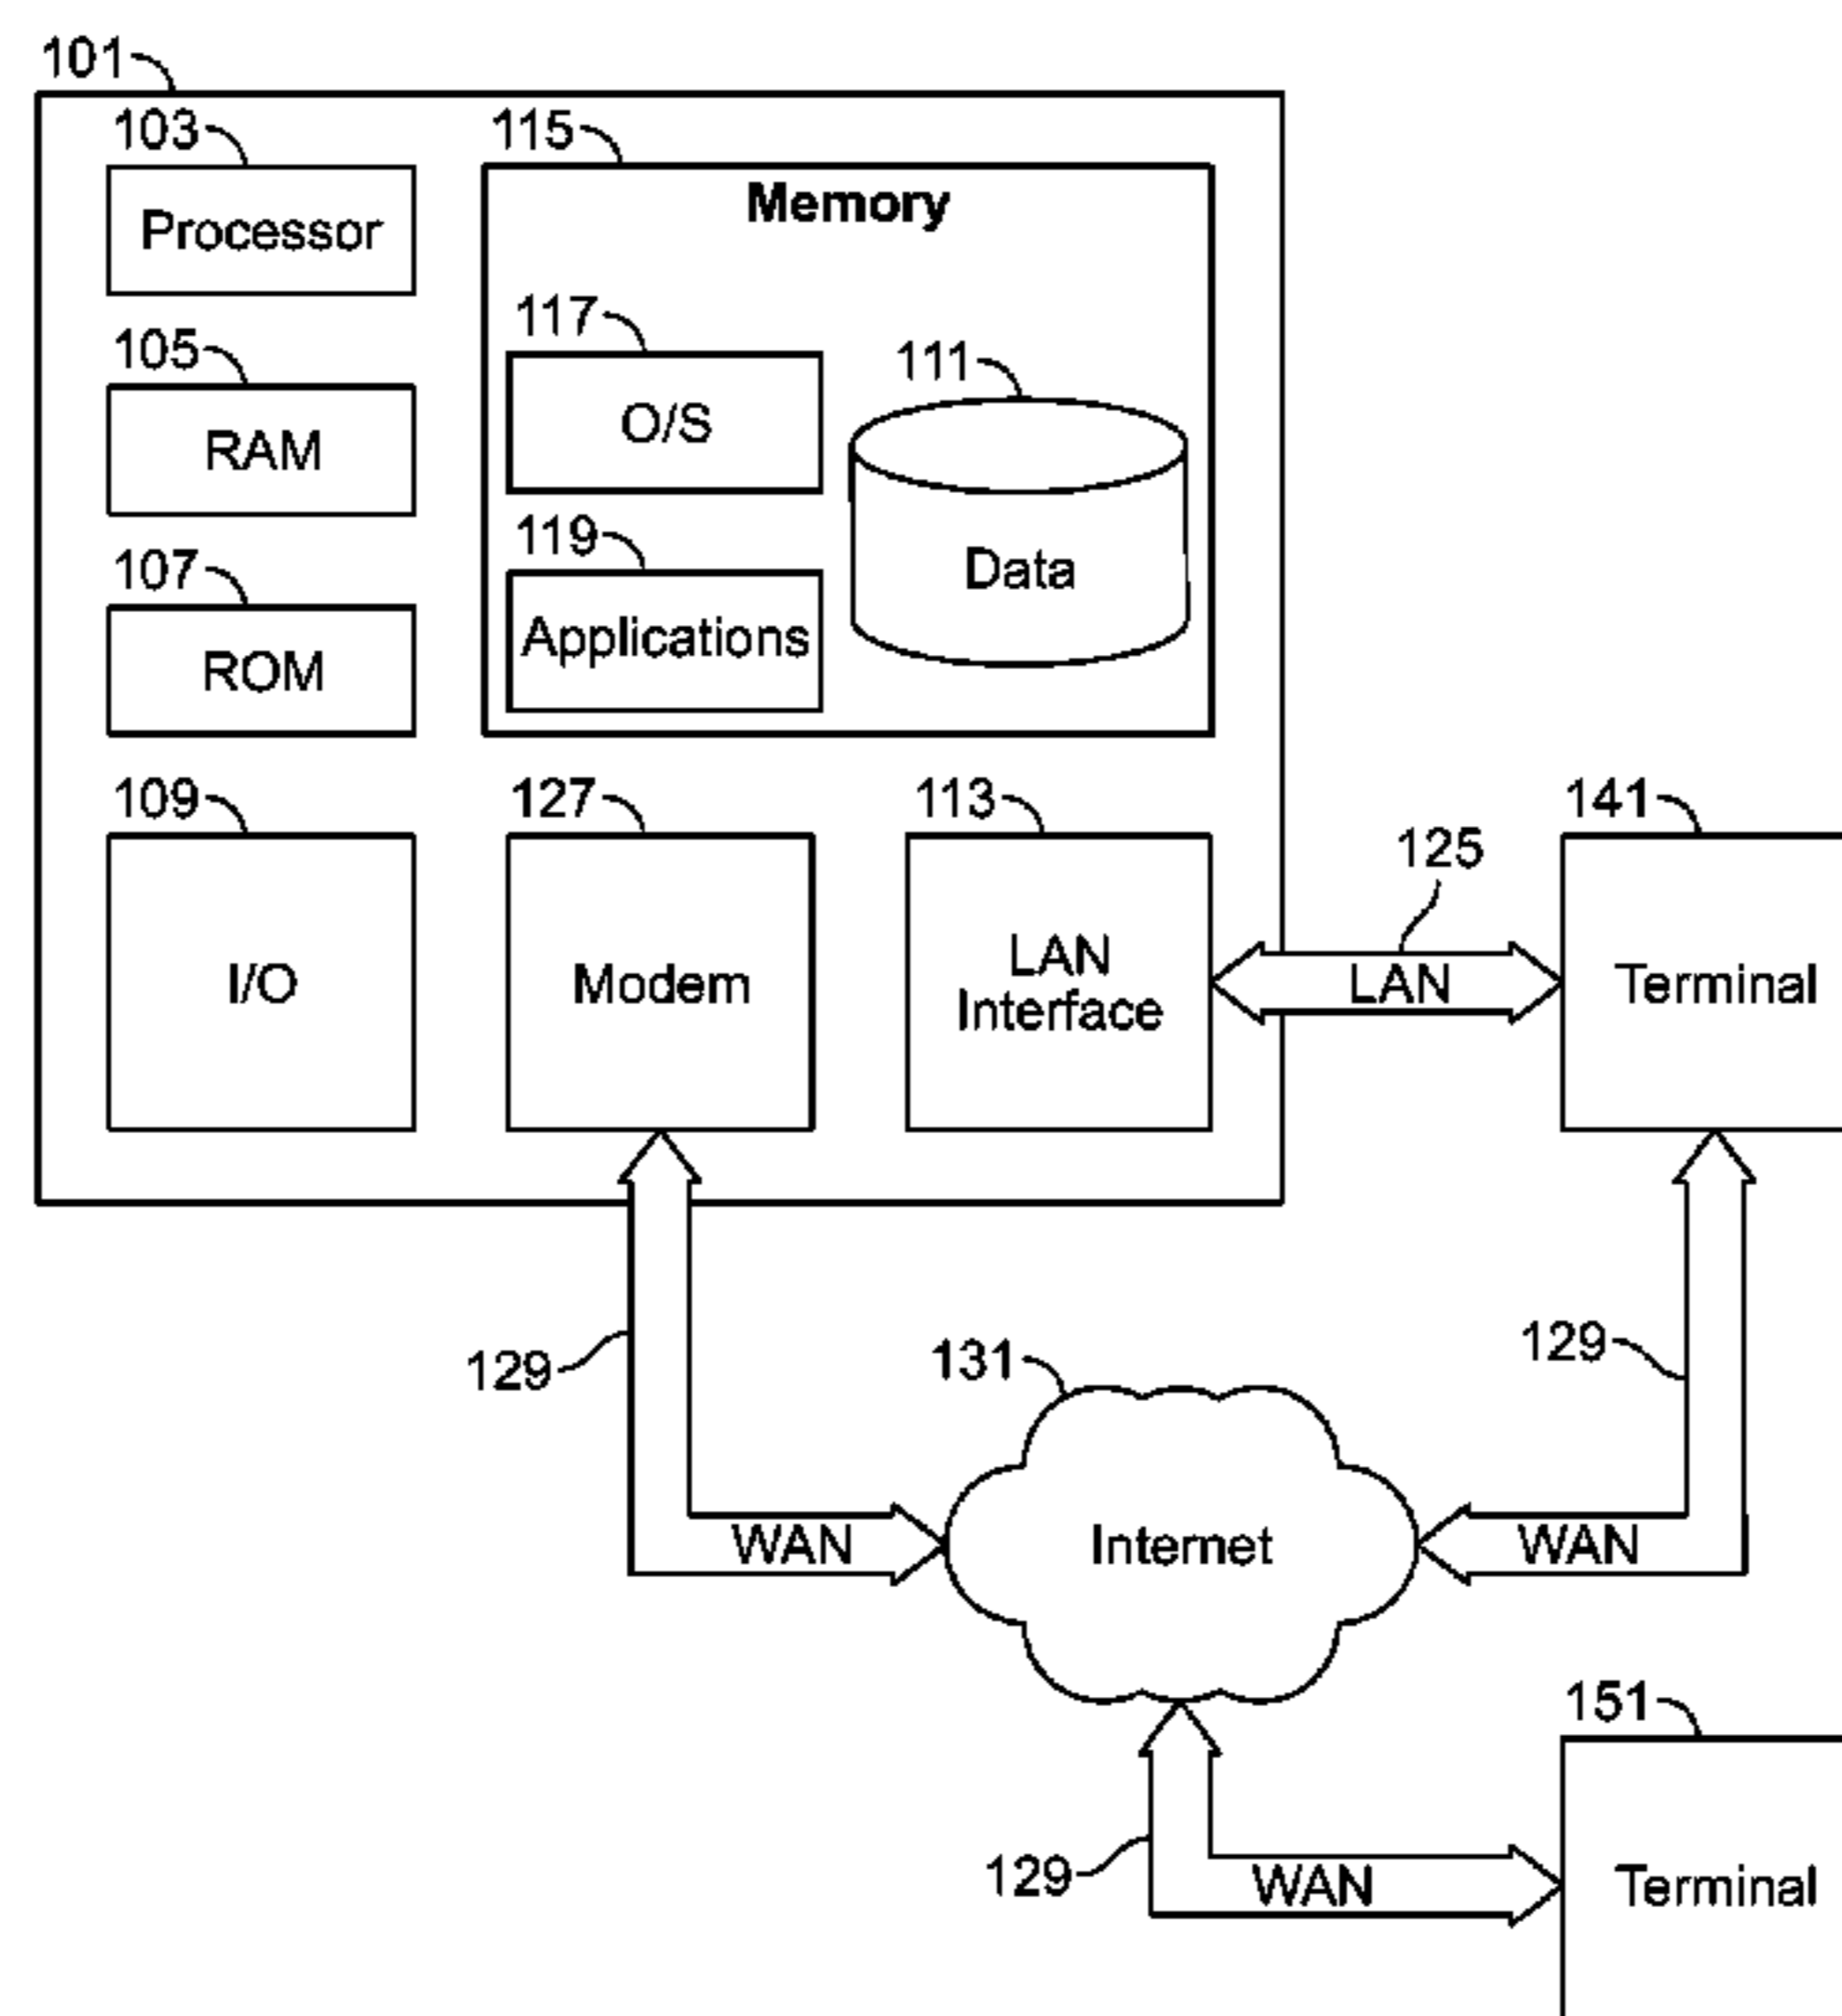 101
103
115
Processor
Memory
117
111
105
O/S
RAM
119
Data
107
Applications
ROM
109
127
113
141
125
I/O
Modem
LAN
Interface
LAN
Terminal
129
131
129
WAN
Internet
WAN
151
129
WAN
Terminal